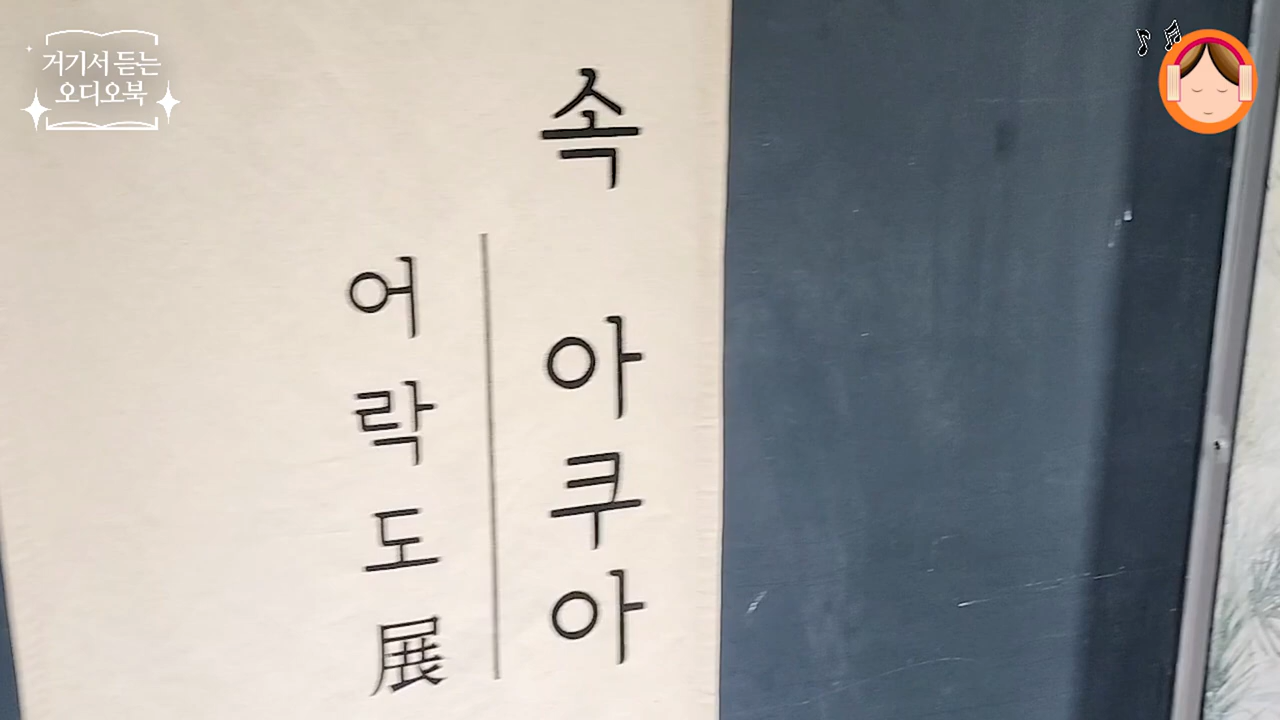 거기서 듣는
오디오북
속 아쿠아
어락도展